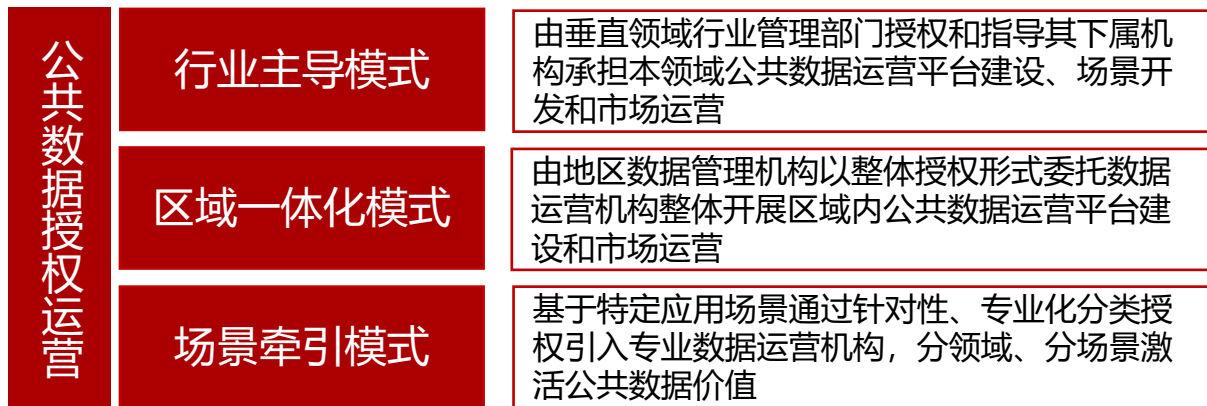 公共数据授权运营
行业主导模式
由垂直领域行业管理部门授权和指导其下属机
构承担本领域公共数据运营平台建设、场景开
发和市场运营
区域一体化模式
由地区数据管理机构以整体授权形式委托数据
运营机构整体开展区域内公共数据运营平台建
设和市场运营
场景牵引模式
基于特定应用场景通过针对性、专业化分类授
权引入专业数据运营机构，分领域、分场景激
活公共数据价值